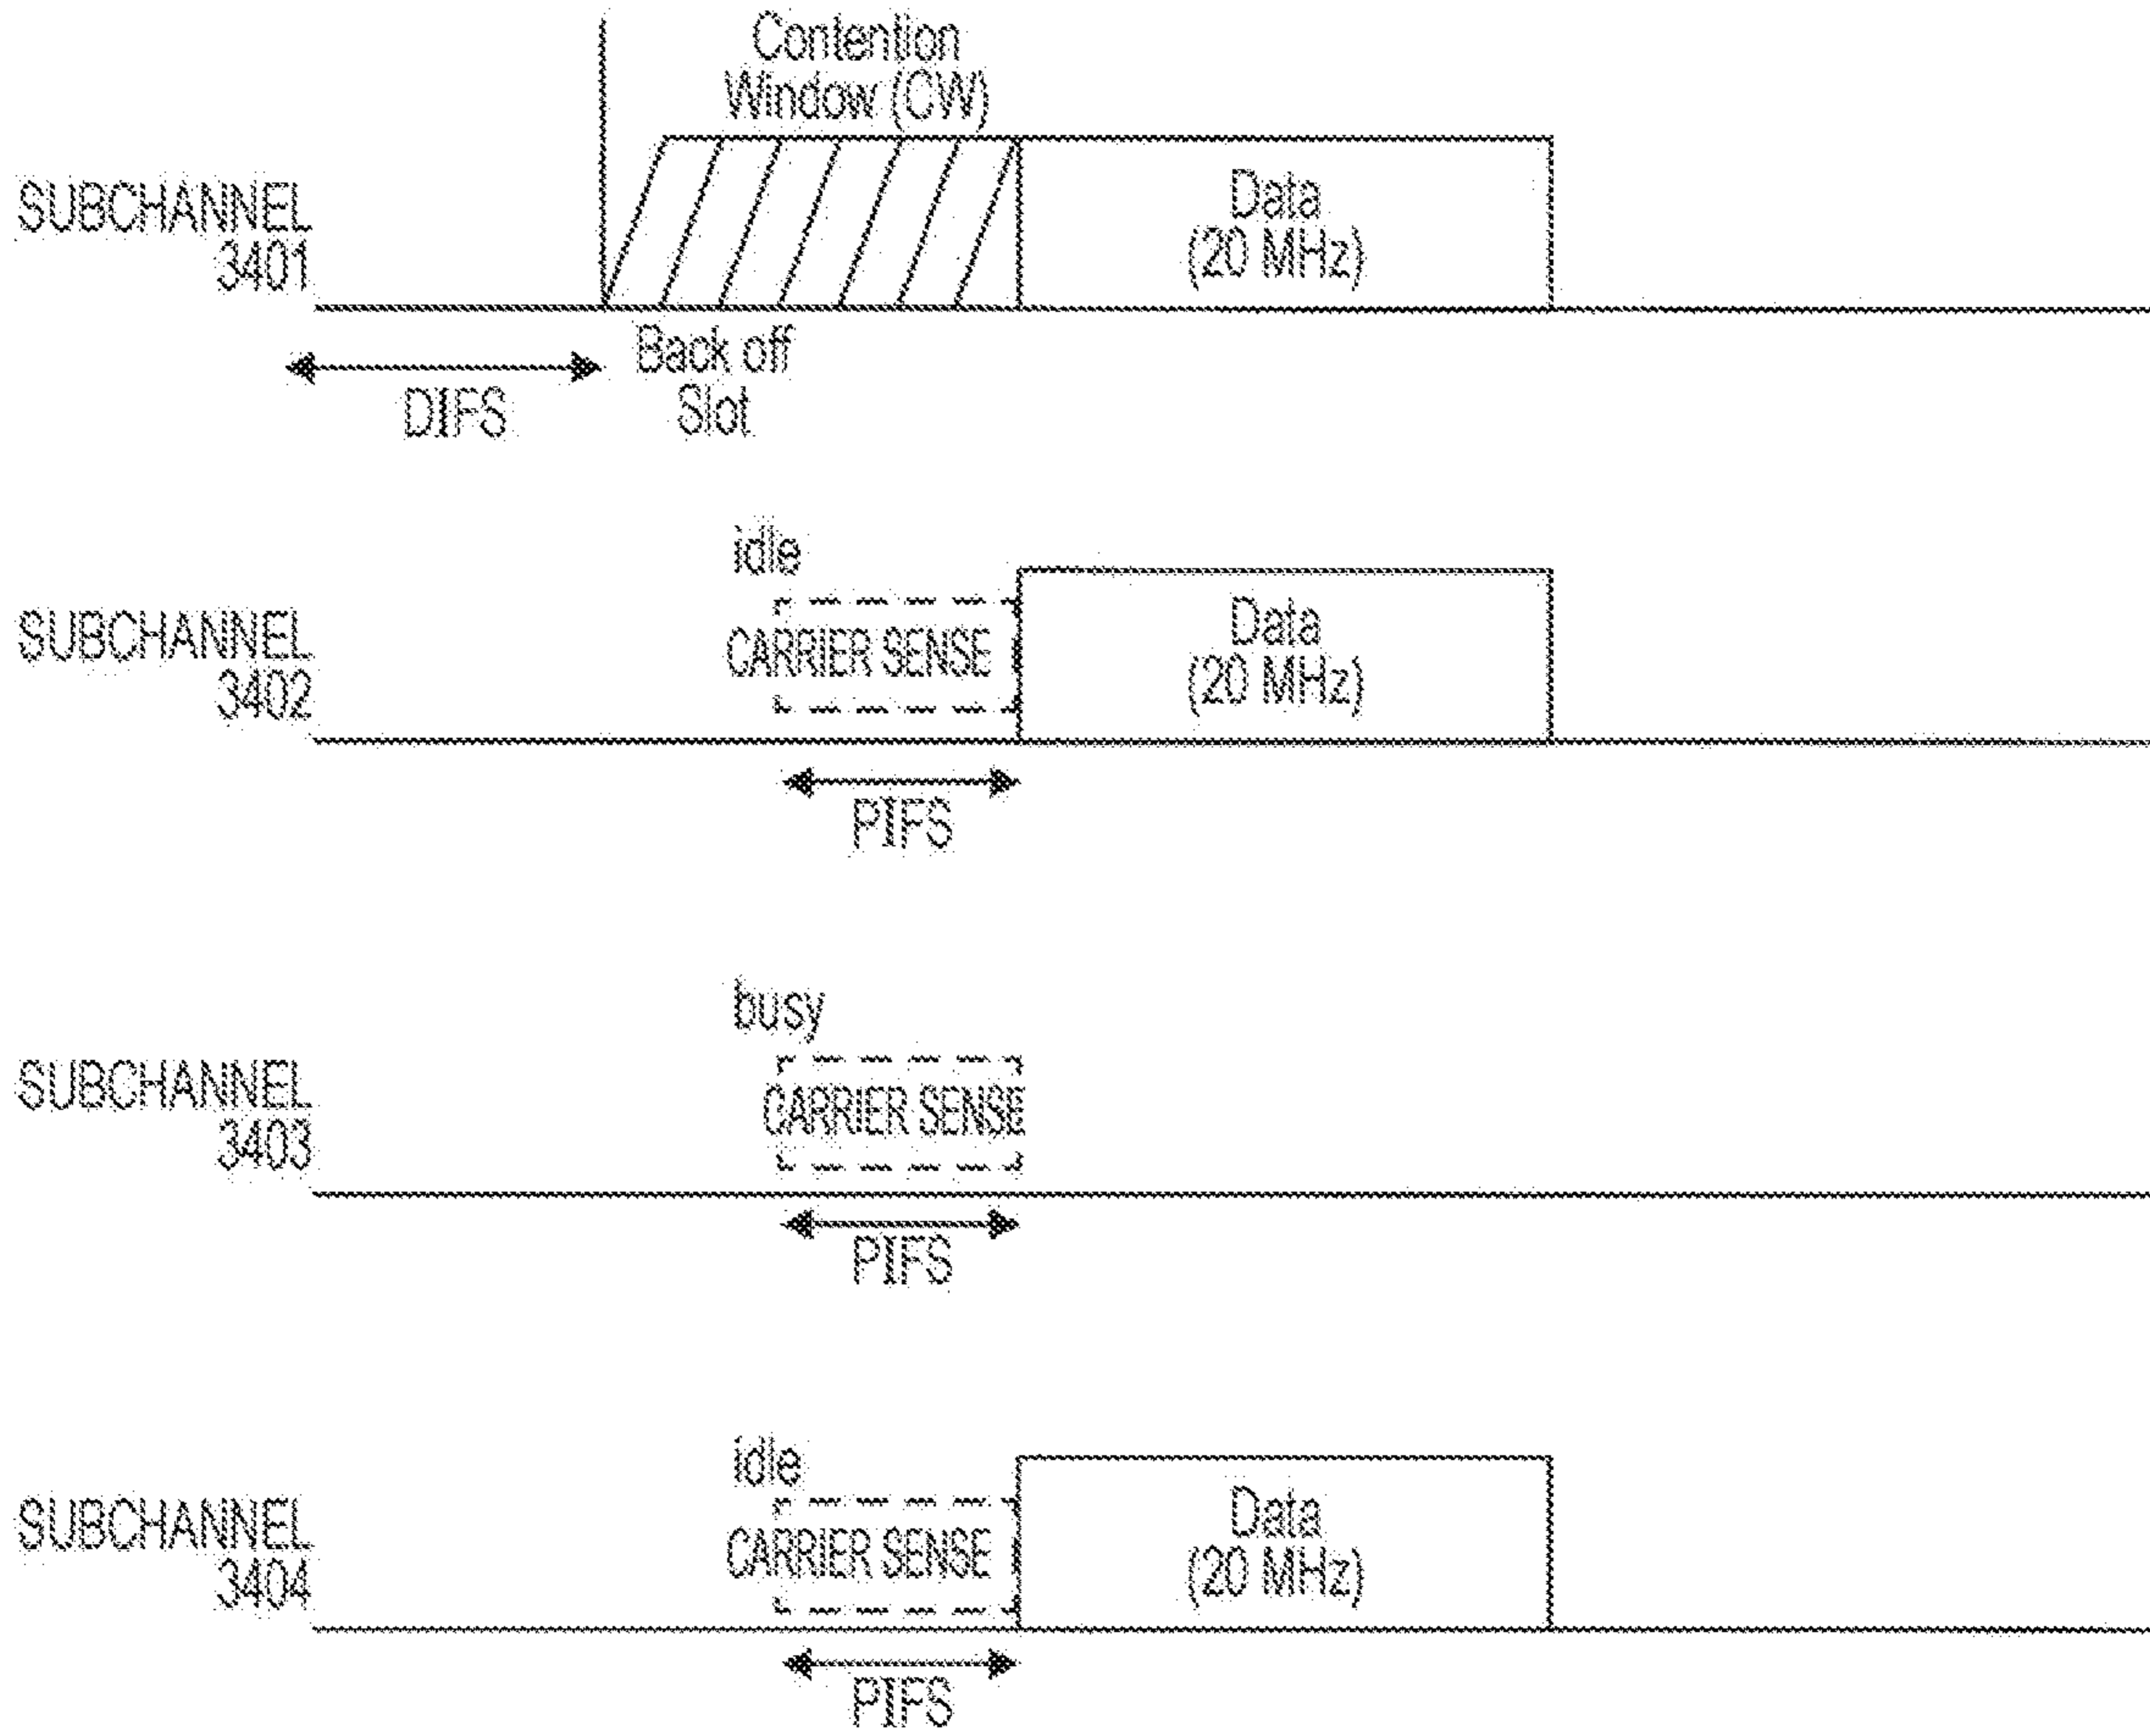 Contention
Window (CW)
SUBCHANNEL
3401
Data
(20 MHz)
Back off
Slot
DIFS
idle
SUBCHANNEL
3402
CARRIER SENSE
Data
(20 MHz)
PIFS
busy
SUBCHANNEL
3403
CARRIER SENSE
PIFS
idle
SUBCHANNEL
3404
CARRIER SENSE
Data
(20 MHz)
PIFS